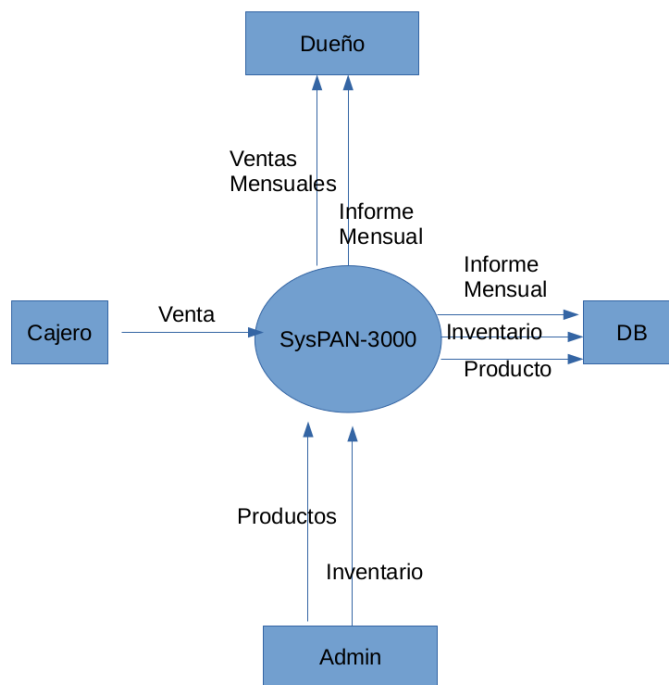 Dueño
Ventas
Mensuales
Informe
Mensual
Informe
Mensual
Cajero
Venta
SysPAN-3000
Inventario
DB
Producto
Productos
Inventario
Admin